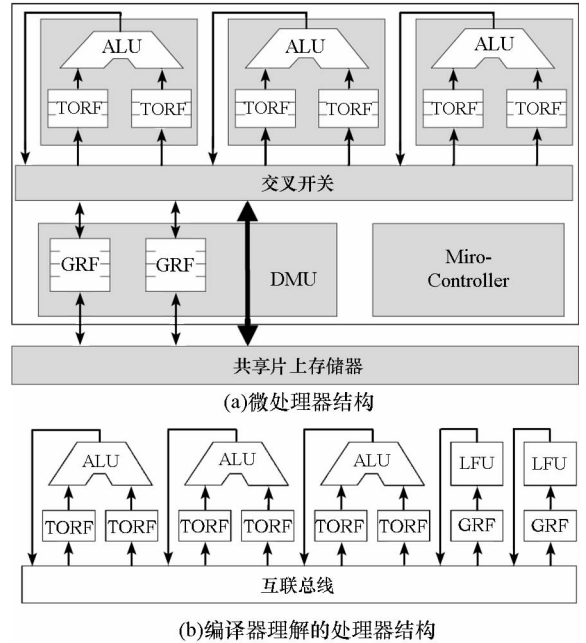 ALU ALU ALU
TORF TORF TORF TORF TORF TORF
交叉开关
GRF GRF DMU
Miro-
Controller
共享片上存储器
(a)微处理器结构
ALU ALU ALU LFU LFU
TORF TORF TORF TORF TORF TORF GRF GRF
互联总线
(b)编译器理解的处理器结构